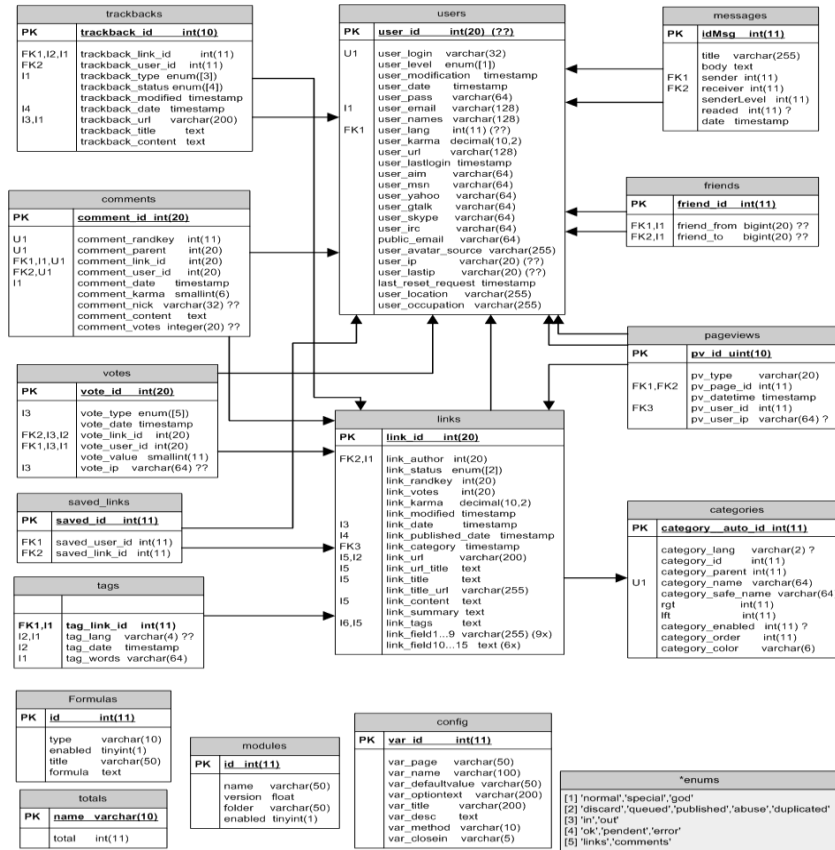 trackbacks
PK trackback_id int(10)
FK1,I2,I1 trackback_link_id int(11)
FK2 trackback_user_id int(11)
I1 trackback_type enum([3])
trackback_status enum([4])
trackback_modified timestamp
I4 trackback_date timestamp
I3,I1 trackback_url varchar(200)
trackback_title text
trackback_content text
users
PK user_id int(20) (??)
U1 user_login varchar(32)
user_level enum([1])
user_modification timestamp
user_date timestamp
user_pass varchar(64)
I1 user_email varchar(128)
user_names varchar(128)
FK1 user_lang int(11) (??)
user_karma decimal(10,2)
user_url varchar(128)
user_lastlogin timestamp
user_aim varchar(64)
user_msn varchar(64)
user_yahoo varchar(64)
user_gtalk varchar(64)
user_skype varchar(64)
user_irc varchar(64)
public_email varchar(64)
user_avatar_source varchar(255)
user_ip varchar(20) (??)
user_lastip varchar(20) (??)
last_reset_request timestamp
user_location varchar(255)
user_occupation varchar(255)
messages
PK idMsg int(11)
title varchar(255)
body text
FK1 sender int(11)
FK2 receiver int(11)
senderLevel int(11)
readed int(11) ?
date timestamp
comments
PK comment_id int(20)
U1 comment_randkey int(11)
U1 comment_parent int(20)
FK1,I1,U1 comment_link_id int(20)
FK2,U1 comment_user_id int(20)
I1 comment_date timestamp
comment_karma smallint(6)
comment_nick varchar(32) ??
comment_content text
comment_votes integer(20) ??
friends
PK friend_id int(11)
FK1,I1 friend_from bigint(20) ??
FK2,I1 friend_to bigint(20) ??
pageviews
PK pv_id uint(10)
pv_type varchar(20)
FK1,FK2 pv_page_id int(11)
pv_datetime timestamp
FK3 pv_user_id int(11)
pv_user_ip varchar(64) ?
votes
PK vote_id int(20)
I3 vote_type enum([5])
vote_date timestamp
FK2,I3,I2 vote_link_id int(20)
FK1,I3,I1 vote_user_id int(20)
vote_value smallint(11)
I3 vote_ip varchar(64) ??
links
PK link_id int(20)
FK2,I1 link_author int(20)
link_status enum([2])
link_randkey int(20)
link_votes int(20)
link_karma decimal(10,2)
link_modified timestamp
I3 link_date timestamp
I4 link_published_date timestamp
FK3 link_category timestamp
I5,I2 link_url varchar(200)
I5 link_url_title text
I5 link_title text
link_title_url varchar(255)
I5 link_content text
link_summary text
I6,I5 link_tags text
link_field1...9 varchar(255) (9x)
link_field10...15 text (6x)
saved_links
PK saved_id int(11)
FK1 saved_user_id int(11)
FK2 saved_link_id int(11)
categories
PK category__auto_id int(11)
category_lang varchar(2) ?
category_id int(11)
category_parent int(11)
U1 category_name varchar(64)
category_safe_name varchar(64
rgt int(11)
lft int(11)
category_enabled int(11) ?
category_order int(11)
category_color varchar(6)
tags
FK1,I1 tag_link_id int(11)
I2,I1 tag_lang varchar(4) ??
I2 tag_date timestamp
I1 tag_words varchar(64)
Formulas
PK id int(11)
type varchar(10)
enabled tinyint(1)
title varchar(50)
formula text
modules
PK id int(11)
name varchar(50)
version float
folder varchar(50)
enabled tinyint(1)
config
PK var_id int(11)
var_page varchar(50)
var_name varchar(100)
var_defaultvalue varchar(50)
var_optiontext varchar(200)
var_title varchar(200)
var_desc text
var_method varchar(10)
var_closein varchar(5)
totals
PK name varchar(10)
total int(11)
*enums
[1] 'normal','special','god'
[2] 'discard','queued','published','abuse','duplicated'
[3] 'in','out'
[4] 'ok','pendent','error'
[5] 'links','comments'